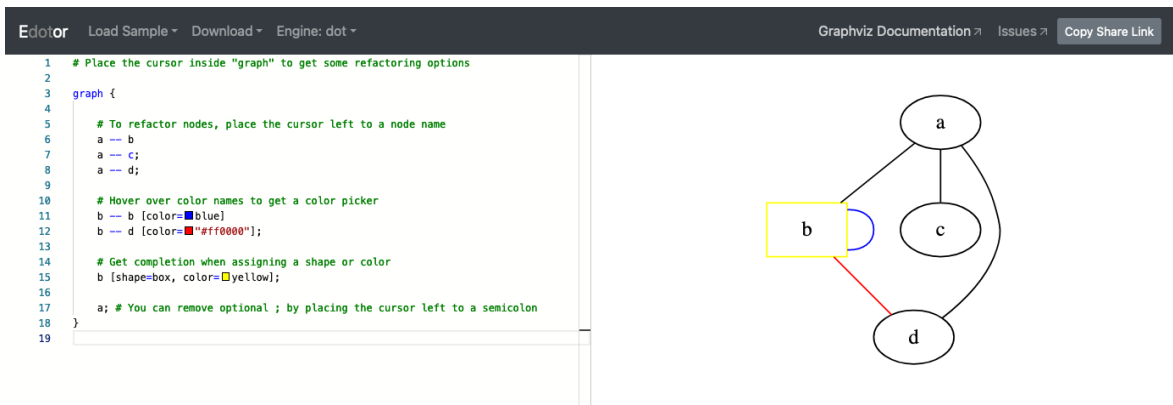 Edotor Load Sample Download Engine: dot Graphviz Documentation Issues Copy Share Link
1 # Place the cursor inside "graph" to get some refactoring options
2
3 graph {
4
5 # To refactor nodes, place the cursor left to a node name
6 a -- b
7 a -- c;
8 a -- d;
9
10 # Hover over color names to get a color picker
11 b -- b [color=blue]
12 b -- d [color="#ff0000"];
13
14 # Get completion when assigning a shape or color
15 b [shape=box, color=yellow];
16
17 a; # You can remove optional ; by placing the cursor left to a semicolon
18 }
19
a
b c
d